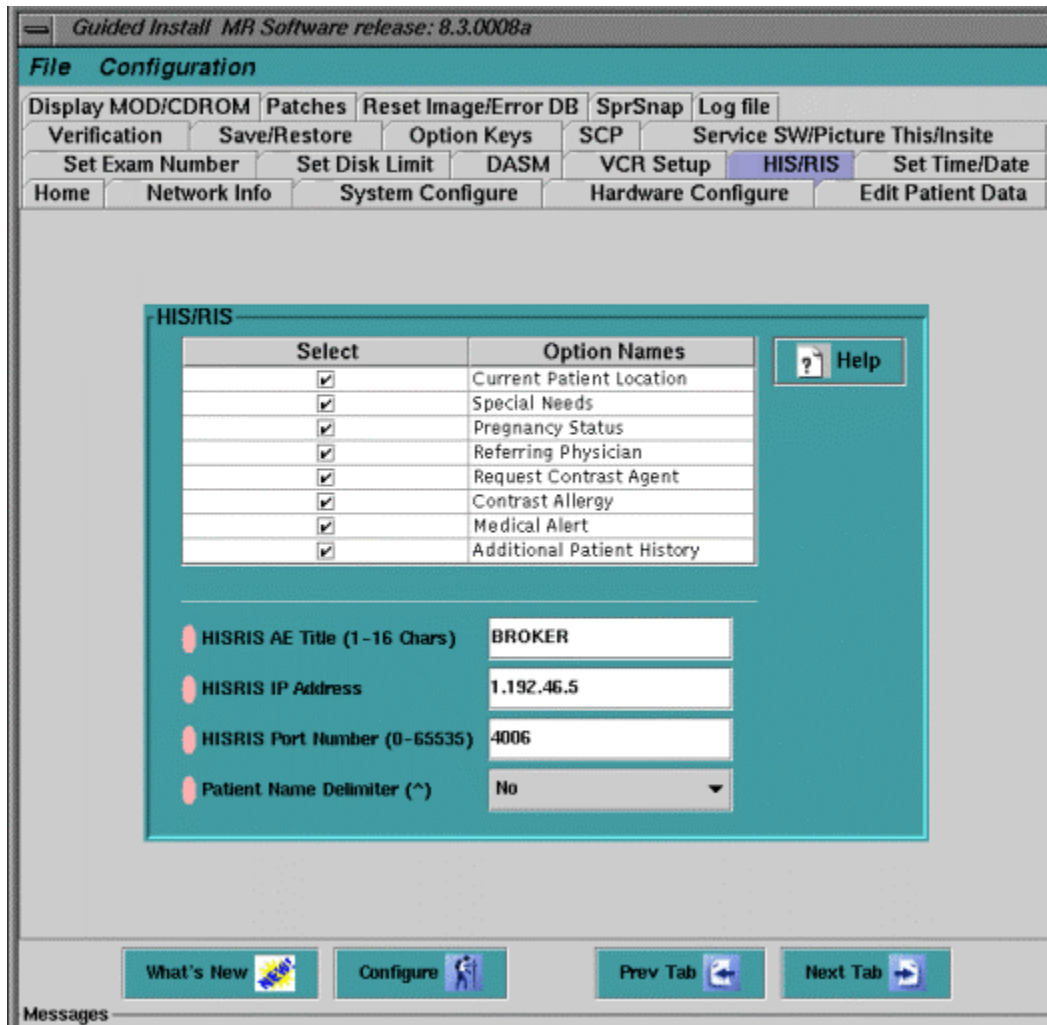 Guided Install MR Software release: 8.3.0008a
File Configuration
Display MOD/CDROM Patches Reset Image/Error DB SprSnap Log file
Verification Save/Restore Option Keys SCP Service SW/Picture This/Insite
Set Exam Number Set Disk Limit DASM VCR Setup HIS/RIS Set Time/Date
Home Network Info System Configure Hardware Configure Edit Patient Data
HIS/RIS
Select Option Names
? Help
Current Patient Location
Special Needs
Pregnancy Status
Referring Physician
Request Contrast Agent
Contrast Allergy
Medical Alert
Additional Patient History
HISRIS AE Title (1-16 Chars) BROKER
HISRIS IP Address 1.192.46.5
HISRIS Port Number (0-65535) 4006
Patient Name Delimiter (^) No
What's New NEW! Configure Prev Tab Next Tab
Messages